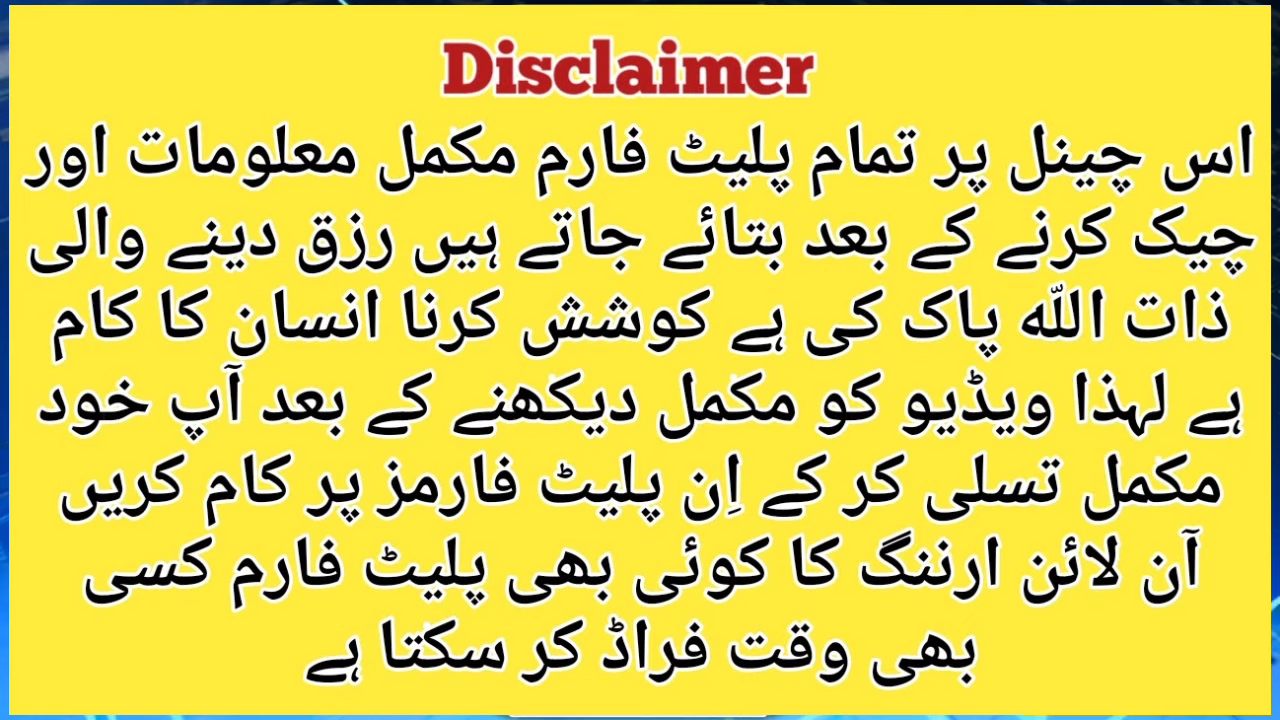 Disclaimer
اس چینل پر تمام پلیٹ فارم مکمل معلومات اور
چیک کرنے کے بعد بتائے جاتے ہیں رزق دینے والی
ذات اللہ پاک کی ہے کوشش کرنا انسان کا کام
ہے لہذا ویڈیو کو مکمل دیکھنے کے بعد آپ خود
مکمل تسلی کر کے اِن پلیٹ فارمز پر کام کریں
آن لائن ارننگ کا کوئی بھی پلیٹ فارم کسی
بھی وقت فراڈ کر سکتا ہے